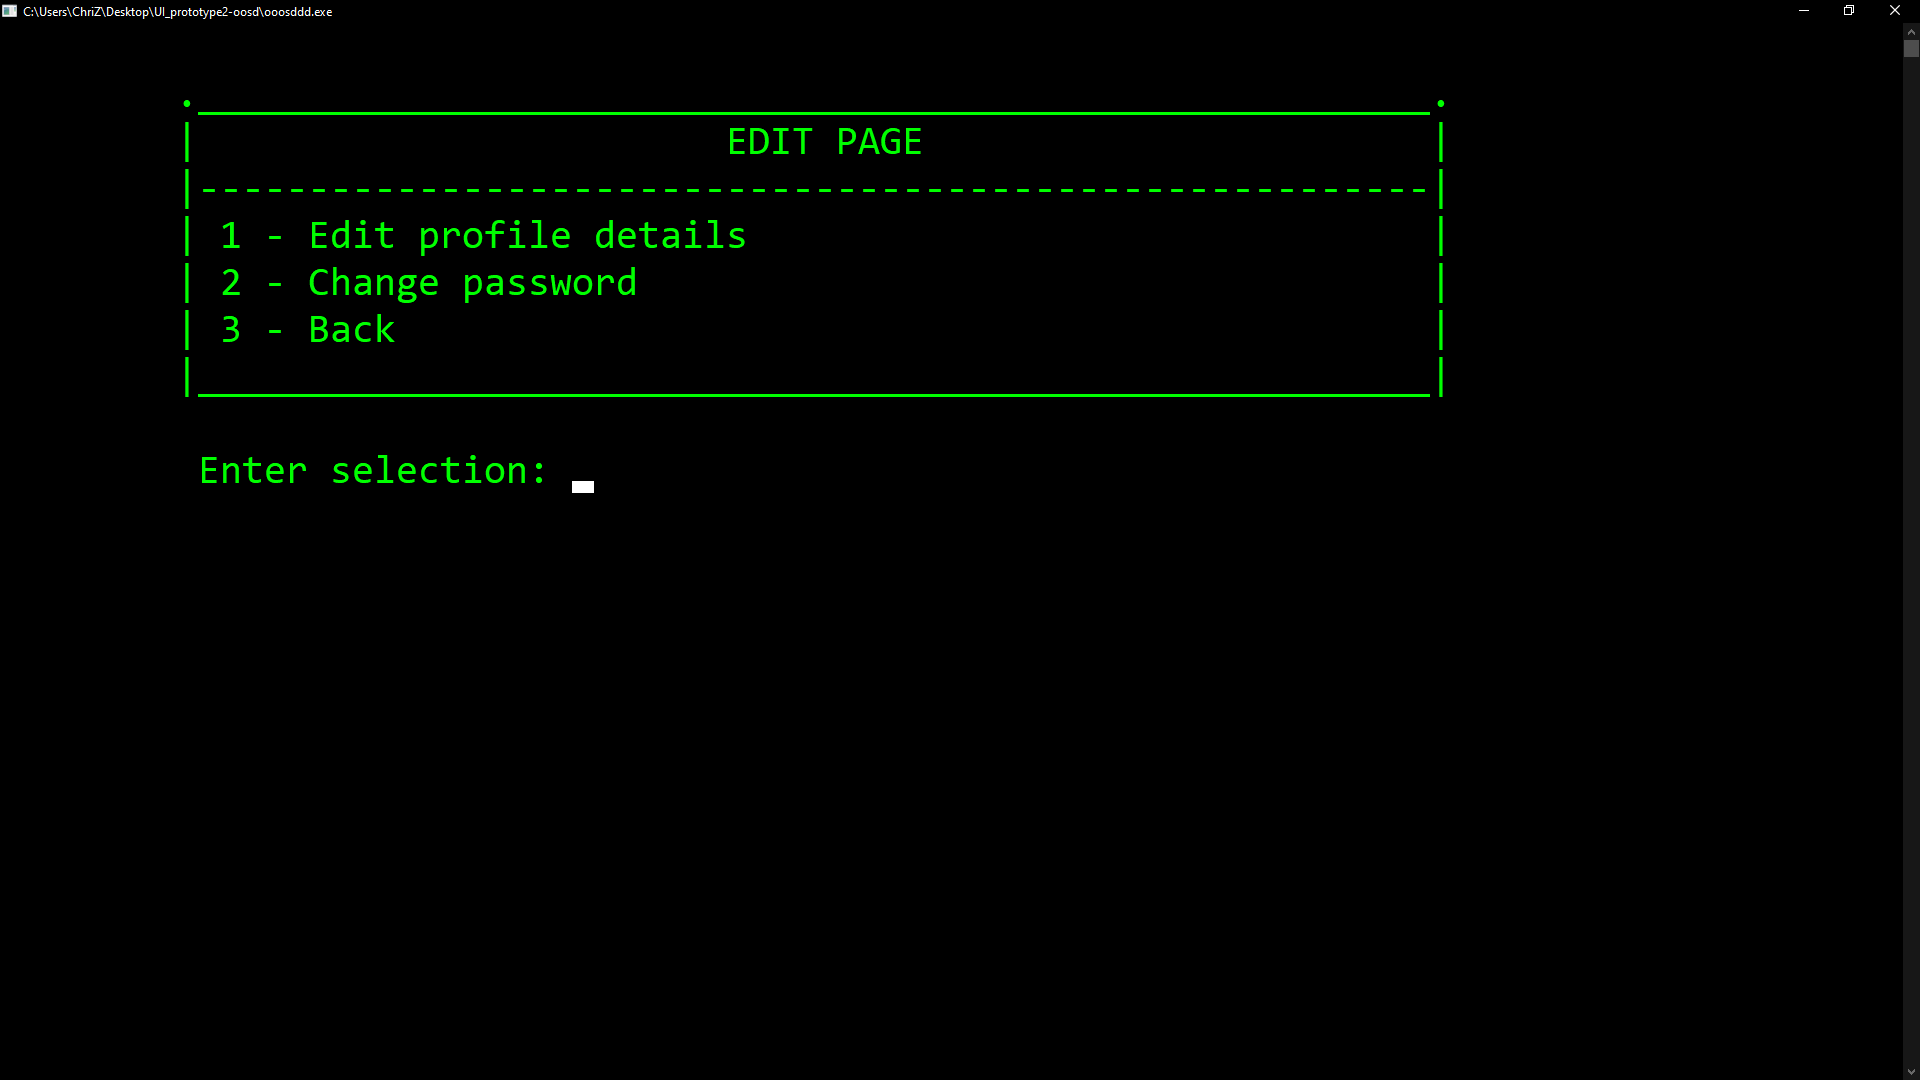 C:\Users\ChriZ\Desktop\UI_prototype2-oosd\ooosddd.exe
EDIT PAGE
1 - Edit profile details
2 - Change password
3 - Back
Enter selection: